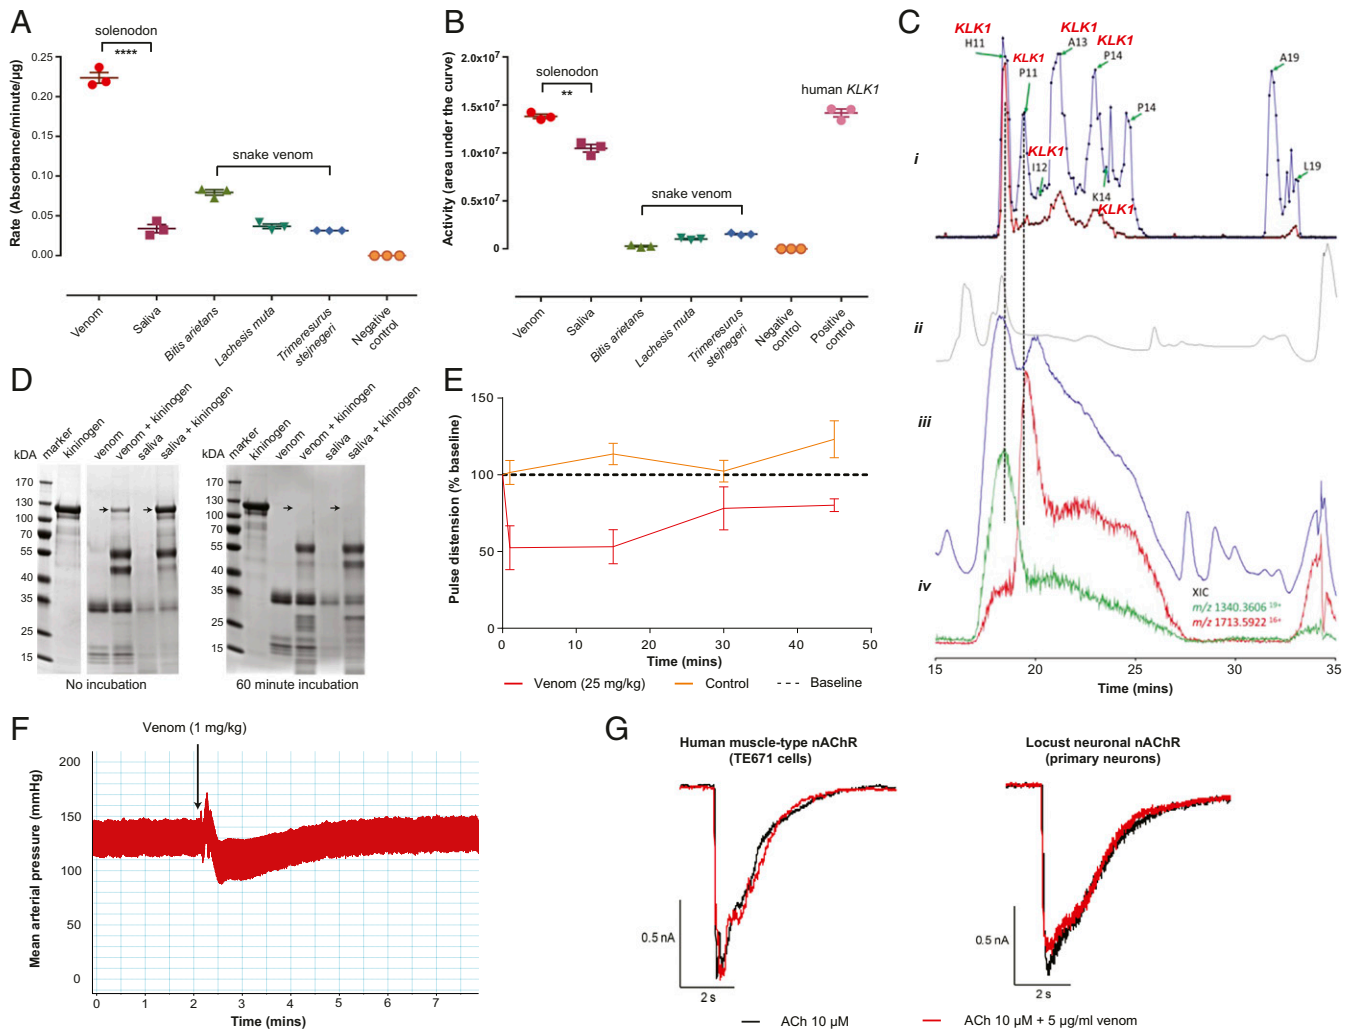 A
solenodon
****
Rate (Absorbance/minute/µg)
0.25
0.20
0.15
0.10
0.05
0.00
snake venom
Venom
Saliva
Bitis arietans
Lachesis muta
Trimeresurus stejnegeri
Negative control
B
Activity (area under the curve)
2.0x10⁷
1.5x10⁷
1.0x10⁷
0.5x10⁷
0
solenodon
**
human KLK1
snake venom
Venom
Saliva
Bitis arietans
Lachesis muta
Trimeresurus stejnegeri
Negative control
Positive control
C
KLK1
H11
KLK1
P11
KLK1
A13
KLK1
P14
P14
KLK1
I12
K14
KLK1
A19
L19
i
ii
iii
iv
XIC
m/z 1340.3606 19+
m/z 1713.5922 16+
15
20
25
30
35
Time (mins)
D
kDA
marker
kininogen
venom
venom + kininogen
saliva
saliva + kininogen
170
130
100
70
55
40
35
25
15
No incubation
kDA
marker
kininogen
venom
venom + kininogen
saliva
saliva + kininogen
170
130
100
70
55
40
35
25
15
60 minute incubation
E
Pulse distension (% baseline)
150
100
50
0
0
10
20
30
40
50
Time (mins)
Venom (25 mg/kg)
Control
Baseline
F
Venom (1 mg/kg)
Mean arterial pressure (mmHg)
200
150
100
50
0
0
1
2
3
4
5
6
7
Time (mins)
G
Human muscle-type nAChR
(TE671 cells)
0.5 nA
2 s
Locust neuronal nAChR
(primary neurons)
0.5 nA
2 s
ACh 10 µM
ACh 10 µM + 5 µg/ml venom